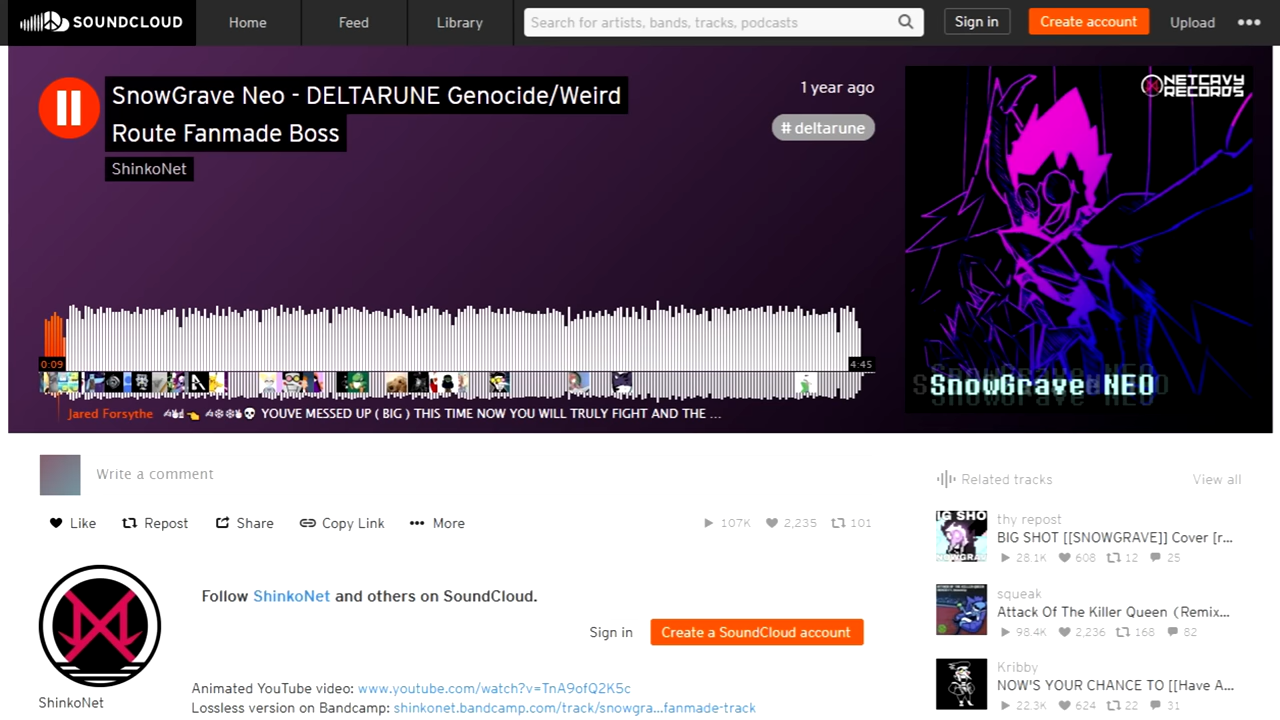 SOUNDCLOUD Home Feed Library Search for artists, bands, tracks, podcasts Sign in Create account Upload
SnowGrave Neo - DELTARUNE Genocide/Weird
Route Fanmade Boss
ShinkoNet
1 year ago
# deltarune
NETCAVY
RECORDS
SnowGrave NEO
0:09
4:45
Jared Forsythe YOUVE MESSED UP ( BIG ) THIS TIME NOW YOU WILL TRULY FIGHT AND THE ...
Write a comment
Like Repost Share Copy Link More 107K 2,235 101
Follow ShinkoNet and others on SoundCloud.
Sign in Create a SoundCloud account
ShinkoNet
Animated YouTube video: www.youtube.com/watch?v=TnA9ofQ2K5c
Lossless version on Bandcamp: shinkonet.bandcamp.com/track/snowgra...fanmade-track
Related tracks View all
thy repost
BIG SHOT [[SNOWGRAVE]] Cover [r...
28.1K 608 12 25
squeak
Attack Of The Killer Queen (Remix...
98.4K 2,236 168 82
Kribby
NOW'S YOUR CHANCE TO [[Have A...
22.3K 624 22 31